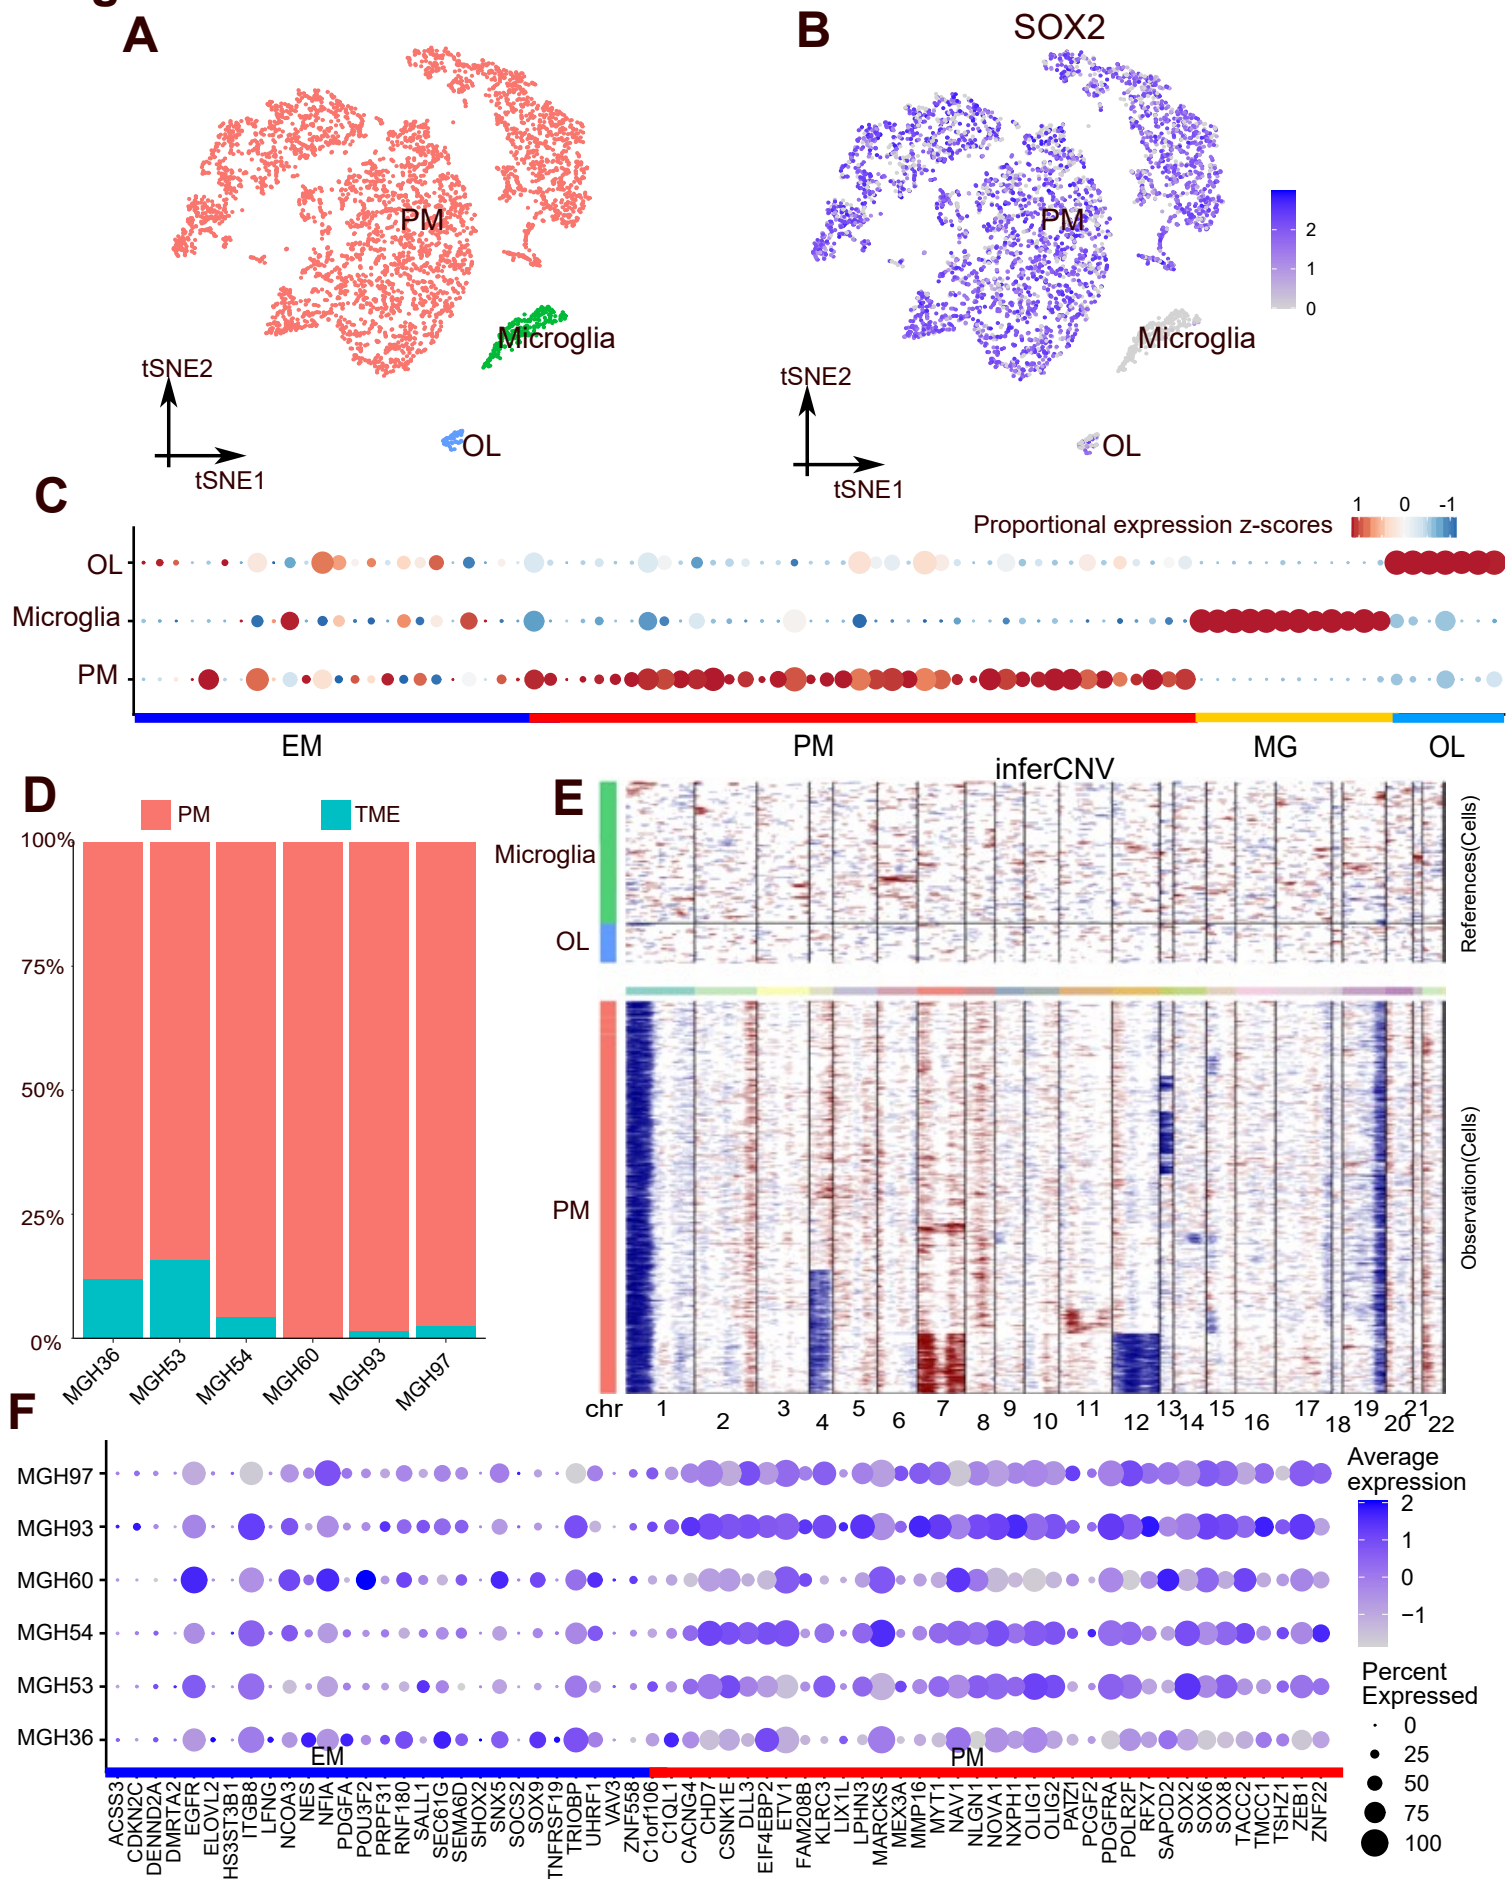 A
PM
Microglia
OL
tSNE2
tSNE1
B
SOX2
PM
Microglia
OL
tSNE2
tSNE1
2
1
0
C
Proportional expression z-scores
1 0 -1
OL
Microglia
PM
EM PM MG OL
D
PM TME
100%
75%
50%
25%
0%
MGH36 MGH53 MGH54 MGH60 MGH93 MGH97
E
inferCNV
Microglia
OL
References(Cells)
PM
Observation(Cells)
chr 1 2 3 4 5 6 7 8 9 10 11 12 13 14 15 16 17 18 19 20 21 22
F
MGH97
MGH93
MGH60
MGH54
MGH53
MGH36
EM PM
ACSS3 CDKN2C DENND2A DMRTA2 EGFR ELOVL2 HS3ST3B1 ITGB8 LFNG NCOA3 NES NFIA PDGFA POU3F2 PRPF31 RNF180 SALL1 SEC61G SEMA6D SHOX2 SNX5 SOCS2 SOX9 TNFRSF19 TRIOBP UHRF1 VAV3 ZNF558 C1orf106 C1QL1 CACNG4 CHD7 CSNK1E DLL3 EIF4EBP2 ETV1 FAM208B KLRC3 LIX1L LPHN3 MARCKS MEX3A MMP16 MYT1 NAV1 NLGN1 NOVA1 NXPH1 OLIG1 OLIG2 PATZ1 PCGF2 PDGFRA POLR2F RFX7 SAPCD2 SOX2 SOX6 SOX8 TACC2 TMCC1 TSHZ1 ZEB1 ZNF22
Average
expression
2
1
0
−1
Percent
Expressed
0
25
50
75
100